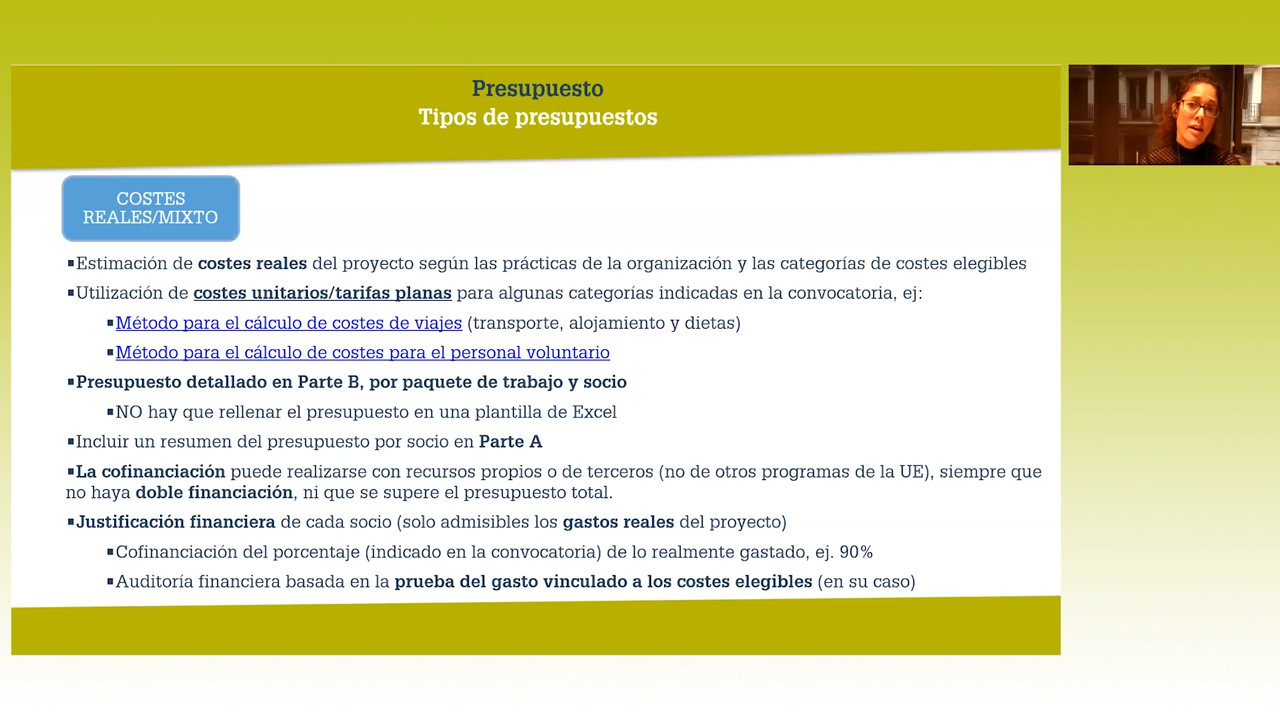 Presupuesto
Tipos de presupuestos
COSTES
REALES/MIXTO
▪Estimación de costes reales del proyecto según las prácticas de la organización y las categorías de costes elegibles
▪Utilización de costes unitarios/tarifas planas para algunas categorías indicadas en la convocatoria, ej:
▪Método para el cálculo de costes de viajes (transporte, alojamiento y dietas)
▪Método para el cálculo de costes para el personal voluntario
▪Presupuesto detallado en Parte B, por paquete de trabajo y socio
▪NO hay que rellenar el presupuesto en una plantilla de Excel
▪Incluir un resumen del presupuesto por socio en Parte A
▪La cofinanciación puede realizarse con recursos propios o de terceros (no de otros programas de la UE), siempre que
no haya doble financiación, ni que se supere el presupuesto total.
▪Justificación financiera de cada socio (solo admisibles los gastos reales del proyecto)
▪Cofinanciación del porcentaje (indicado en la convocatoria) de lo realmente gastado, ej. 90%
▪Auditoría financiera basada en la prueba del gasto vinculado a los costes elegibles (en su caso)